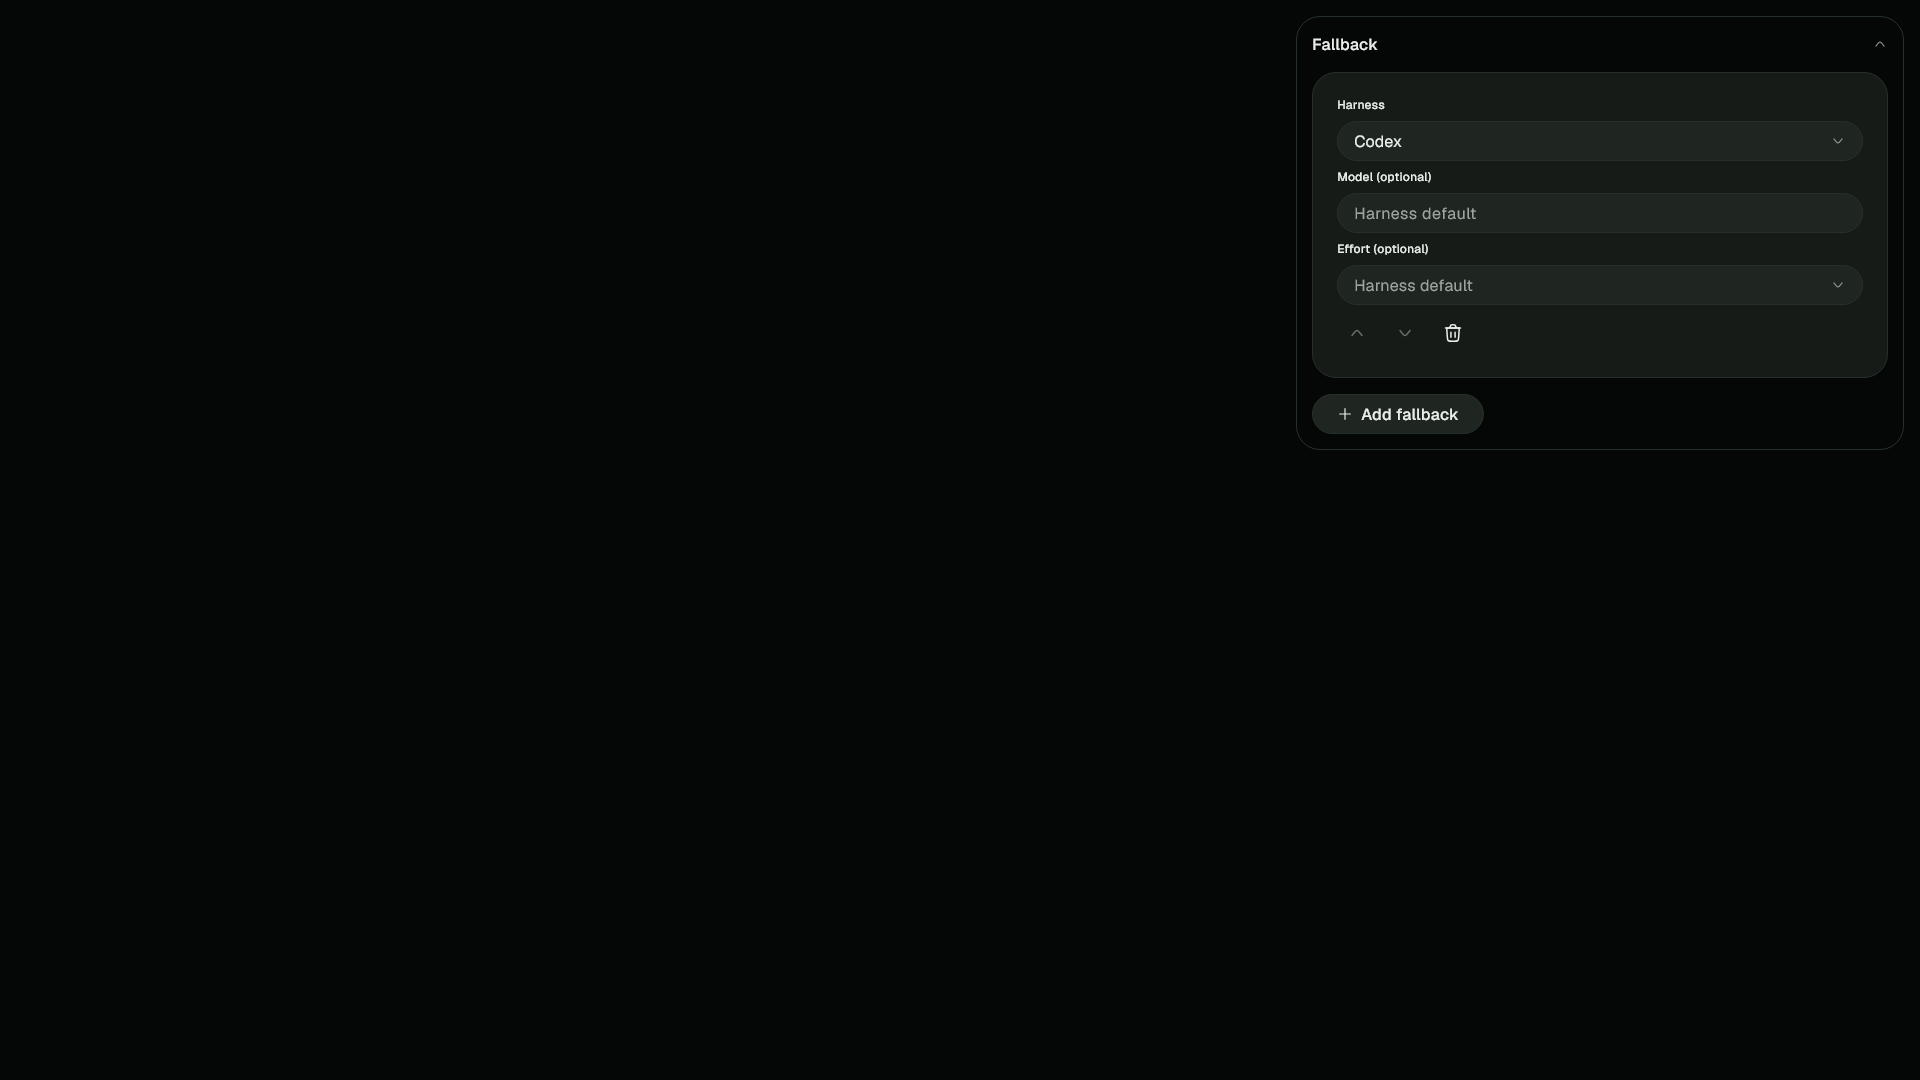 Fallback
Harness
Codex
Model (optional)
Harness default
Effort (optional)
Harness default
Add fallback